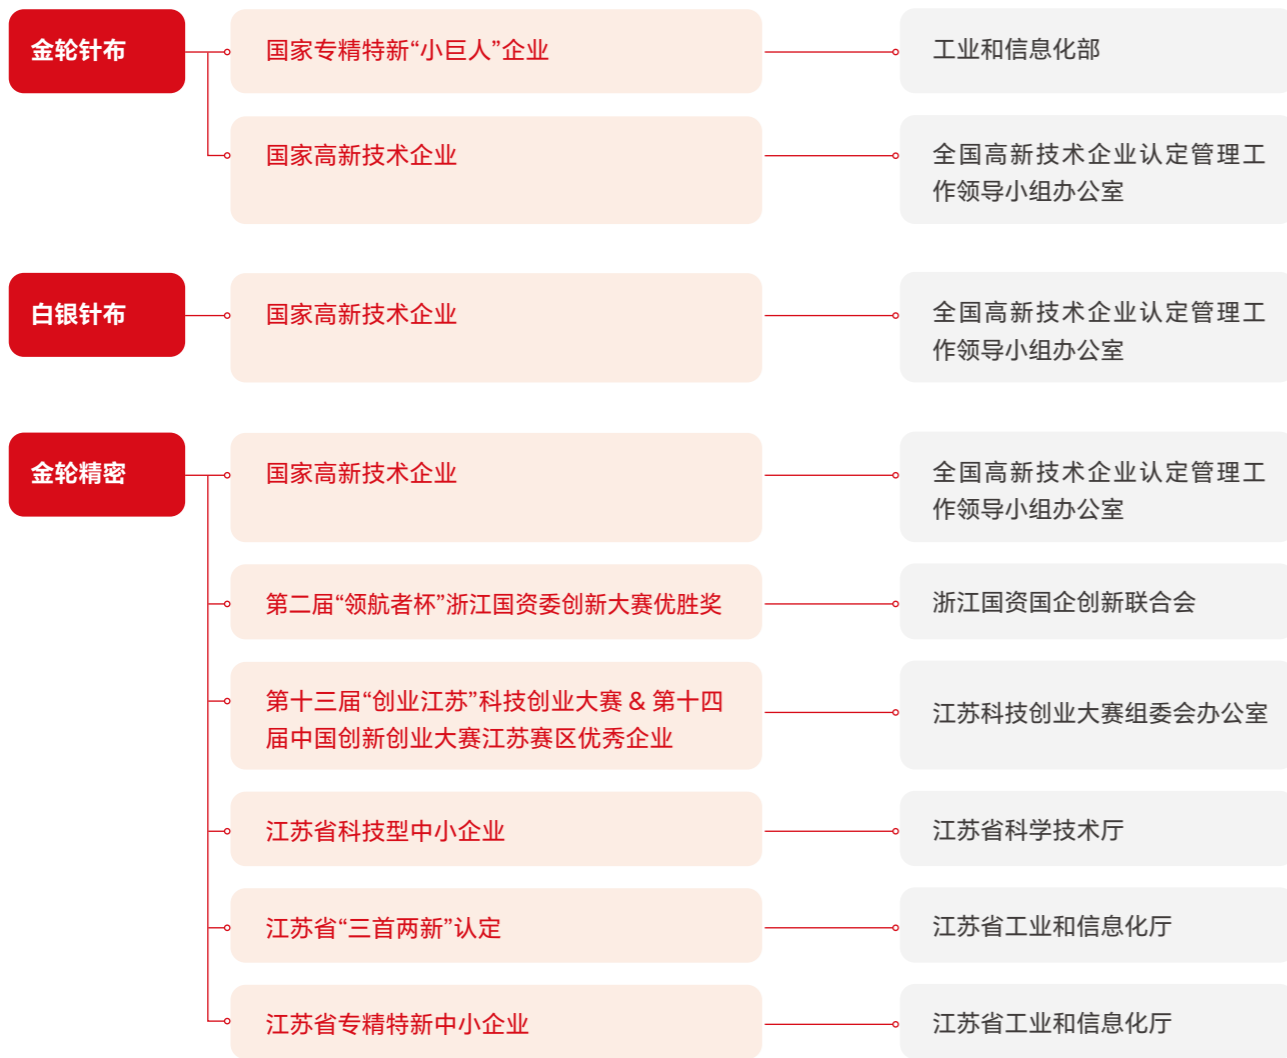 金轮针布
国家专精特新“小巨人”企业
工业和信息化部
国家高新技术企业
全国高新技术企业认定管理工
作领导小组办公室
白银针布
国家高新技术企业
全国高新技术企业认定管理工
作领导小组办公室
金轮精密
国家高新技术企业
全国高新技术企业认定管理工
作领导小组办公室
第二届“领航者杯”浙江国资委创新大赛优胜奖
浙江国资国企创新联合会
第十三届“创业江苏”科技创业大赛 & 第十四
届中国创新创业大赛江苏赛区优秀企业
江苏科技创业大赛组委会办公室
江苏省科技型中小企业
江苏省科学技术厅
江苏省“三首两新”认定
江苏省工业和信息化厅
江苏省专精特新中小企业
江苏省工业和信息化厅